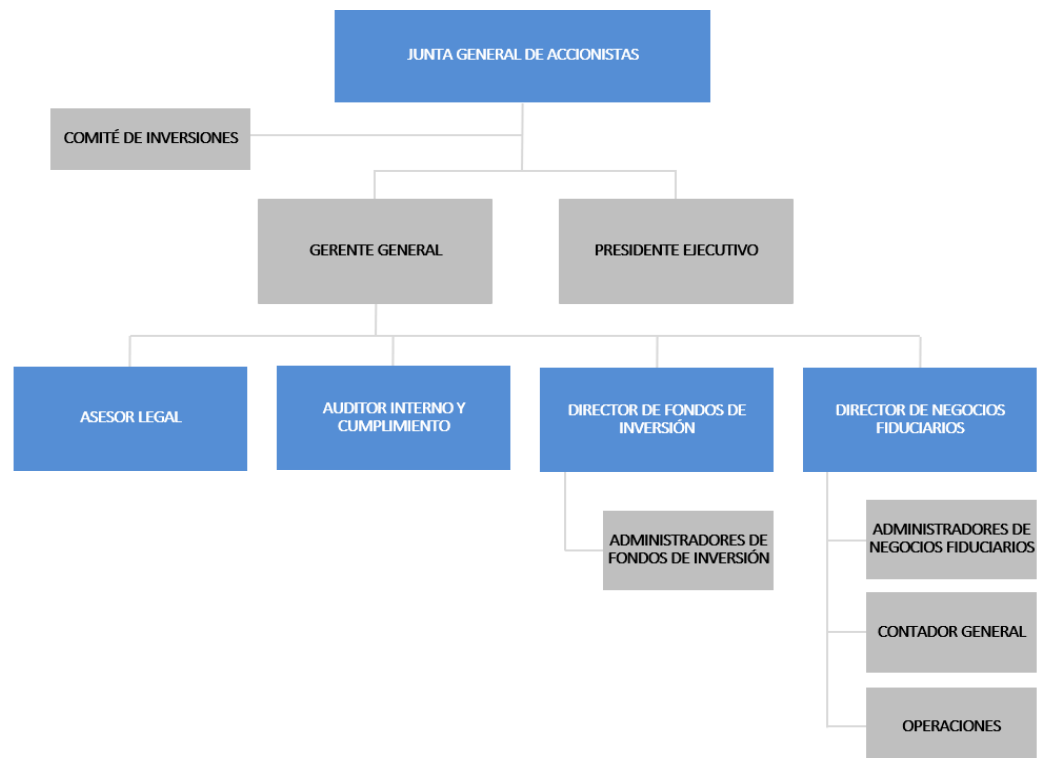 JUNTA GENERAL DE ACCIONISTAS
COMITÉ DE INVERSIONES
GERENTE GENERAL
PRESIDENTE EJECUTIVO
ASESOR LEGAL
AUDITOR INTERNO Y
CUMPLIMIENTO
DIRECTOR DE FONDOS DE
INVERSIÓN
DIRECTOR DE NEGOCIOS
FIDUCIARIOS
ADMINISTRADORES DE
FONDOS DE INVERSIÓN
ADMINISTRADORES DE
NEGOCIOS FIDUCIARIOS
CONTADOR GENERAL
OPERACIONES